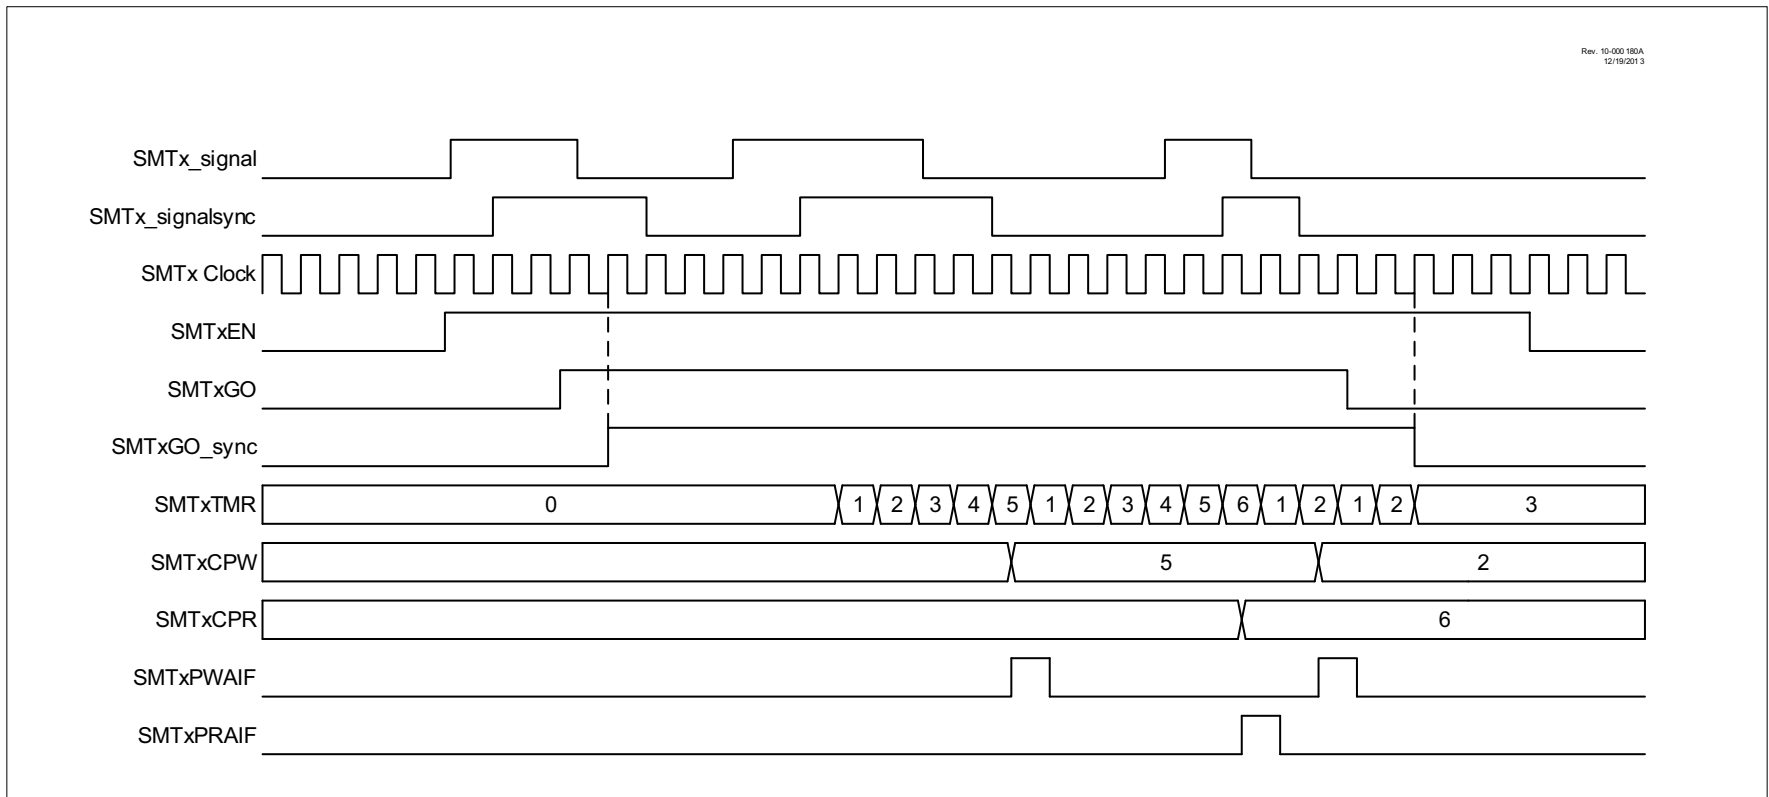 Rev. 10-000 180A
12/19/201 3
SMTx_signal
SMTx_signalsync
SMTx Clock
SMTxEN
SMTxGO
SMTxGO_sync
SMTxTMR 0 1 2 3 4 5 1 2 3 4 5 6 1 2 1 2 3
SMTxCPW 5 2
SMTxCPR 6
SMTxPWAIF
SMTxPRAIF